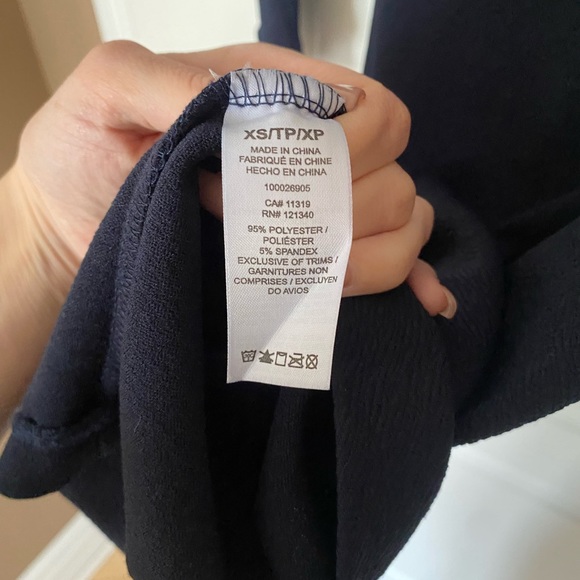 XS/TP/XP
MADE IN CHINA
FABRIQUÉ EN CHINE
HECHO EN CHINA
100026905
CA# 11319
RN# 121340
95% POLYESTER /
POLIÉSTER
5% SPANDEX
EXCLUSIVE OF TRIMS /
GARNITURES NON
COMPRISES / EXCLUYEN
DO AVIOS